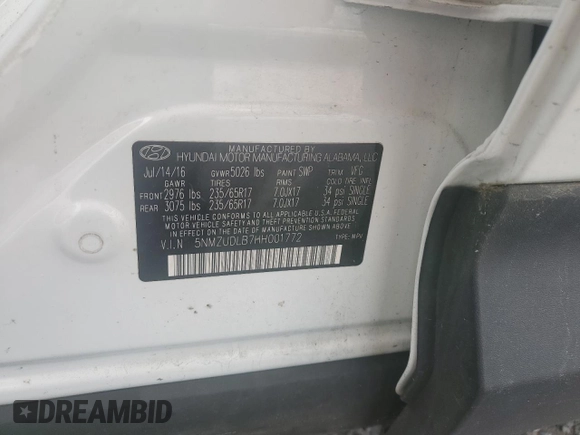 MANUFACTURED BY
HYUNDAI MOTOR MANUFACTURING ALABAMA, LLC
Jul/14/16 GVWR 5026 lbs PAINT SWP TRIM VFG
GAWR TIRES RIMS COLD TIRE INFL
FRONT 2976 lbs 235/65R17 7.0JX17 34 psi SINGLE
REAR 3075 lbs 235/65R17 7.0JX17 34 psi SINGLE
THIS VEHICLE CONFORMS TO ALL APPLICABLE U.S.A. FEDERAL
MOTOR VEHICLE SAFETY AND THEFT PREVENTION STANDARDS
IN EFFECT ON THE DATE OF MANUFACTURE SHOWN ABOVE
V.I.N 5NMZUDLB7HH001772 TYPE:MPV
DREAMBID